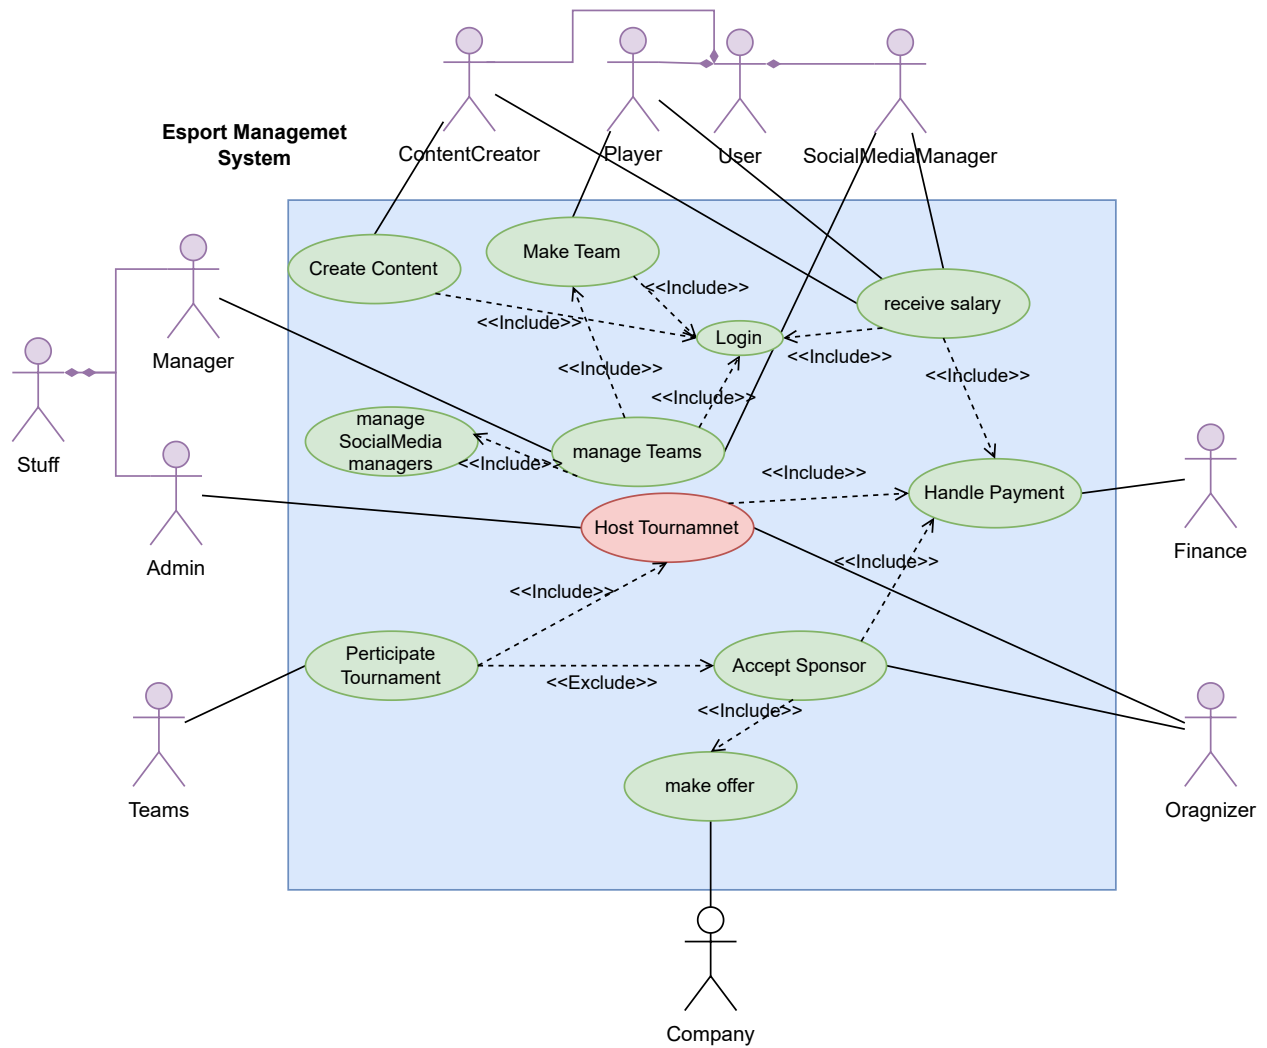 ContentCreator
Player
User
SocialMediaManager
Esport Managemet
System
Create Content
Make Team
<<Include>>
receive salary
<<Include>>
Login
<<Include>>
Manager
<<Include>>
<<Include>>
<<Include>>
Stuff
manage
SocialMedia
managers
<<Include>>
manage Teams
<<Include>>
Handle Payment
Host Tournamnet
Finance
Admin
<<Include>>
<<Include>>
Perticipate
Tournament
<<Exclude>>
Accept Sponsor
<<Include>>
make offer
Teams
Oragnizer
Company